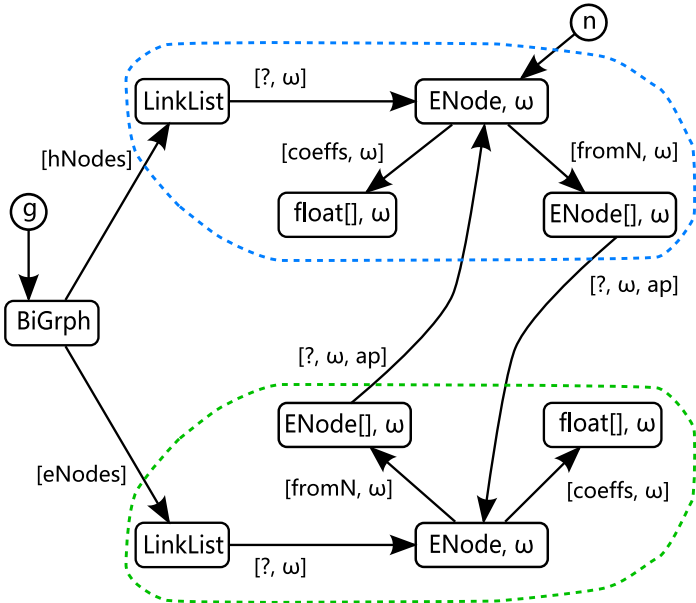 n
[?, ω]
LinkList
ENode, ω
[hNodes]
[coeffs, ω]
[fromN, ω]
g
float[], ω
ENode[], ω
[?, ω, ap]
BiGrph
[?, ω, ap]
ENode[], ω
float[], ω
[eNodes]
[fromN, ω]
[coeffs, ω]
LinkList
ENode, ω
[?, ω]